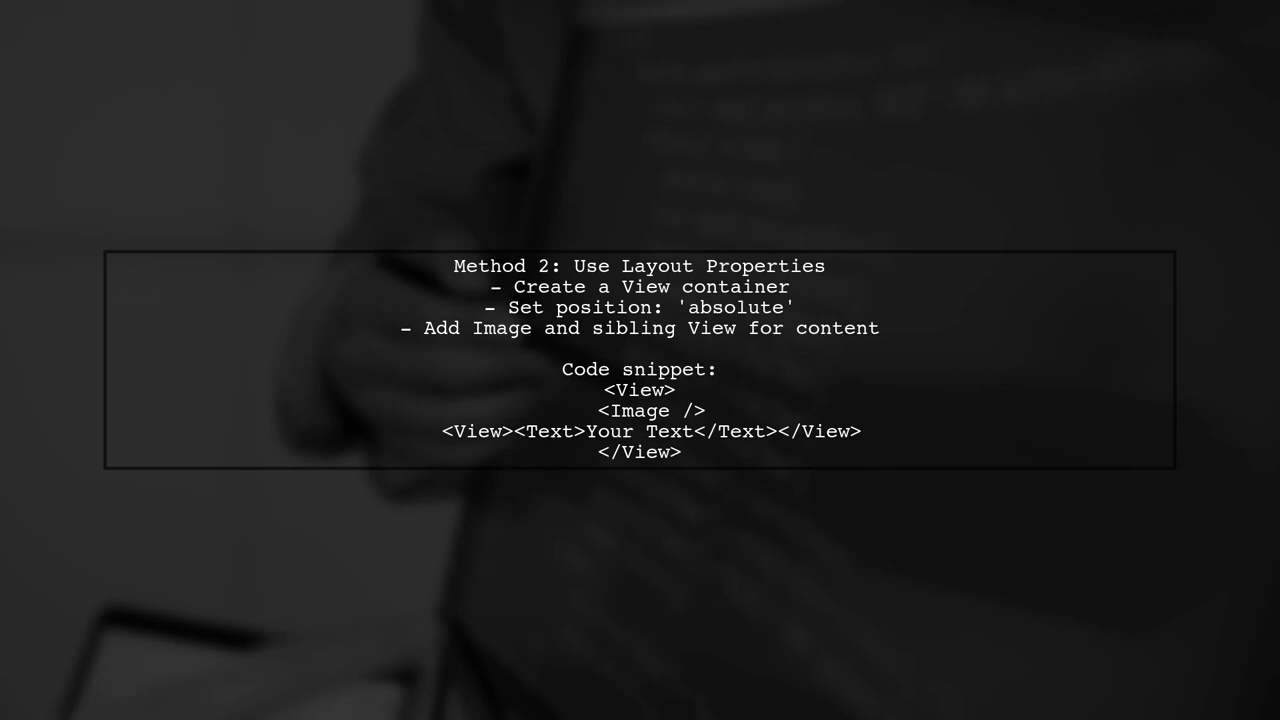 Method 2: Use Layout Properties
- Create a View container
- Set position: 'absolute'
- Add Image and sibling View for content
Code snippet:
<View>
<Image />
<View><Text>Your Text</Text></View>
</View>